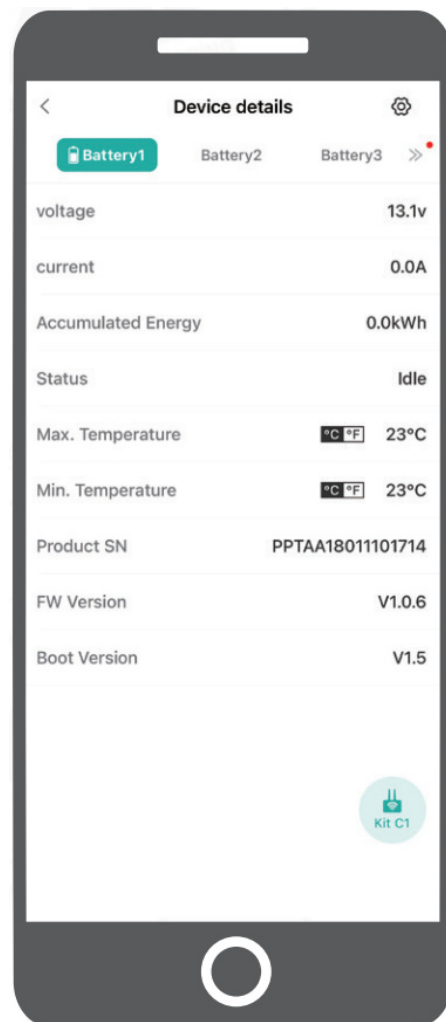 Device details
Battery1 Battery2 Battery3
voltage 13.1v
current 0.0A
Accumulated Energy 0.0kWh
Status Idle
Max. Temperature °C °F 23°C
Min. Temperature °C °F 23°C
Product SN PPTAA18011101714
FW Version V1.0.6
Boot Version V1.5
Kit C1